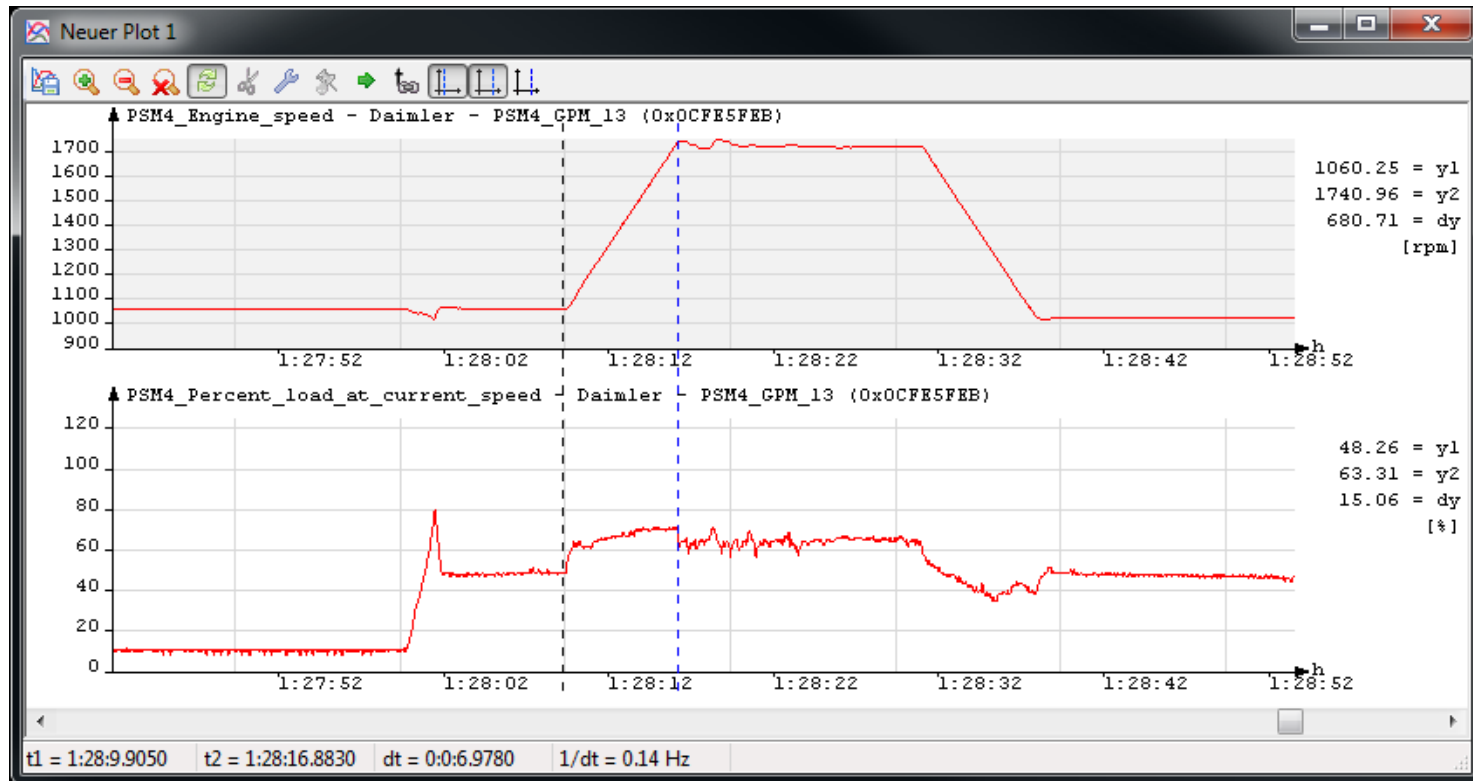 Neuer Plot 1
PSM4_Engine_speed - Daimler - PSM4_GPM_13 (0x0CFE5FEB)
1700
1600
1500
1400
1300
1200
1100
1000
900
1060.25 = y1
1740.96 = y2
680.71 = dy
[rpm]
1:27:52 1:28:02 1:28:12 1:28:22 1:28:32 1:28:42 1:28:52
h
PSM4_Percent_load_at_current_speed - Daimler - PSM4_GPM_13 (0x0CFE5FEB)
120
100
80
60
40
20
0
48.26 = y1
63.31 = y2
15.06 = dy
[%]
1:27:52 1:28:02 1:28:12 1:28:22 1:28:32 1:28:42 1:28:52
h
t1 = 1:28:9.9050 t2 = 1:28:16.8830 dt = 0:0:6.9780 1/dt = 0.14 Hz